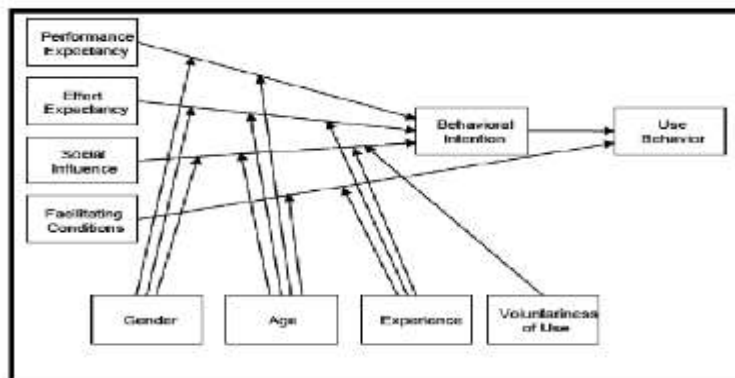 Performance
Expectancy
Effort
Expectancy
Social
Influence
Facilitating
Conditions
Behavioral
Intention
Use
Behavior
Gender
Age
Experience
Voluntariness
of Use